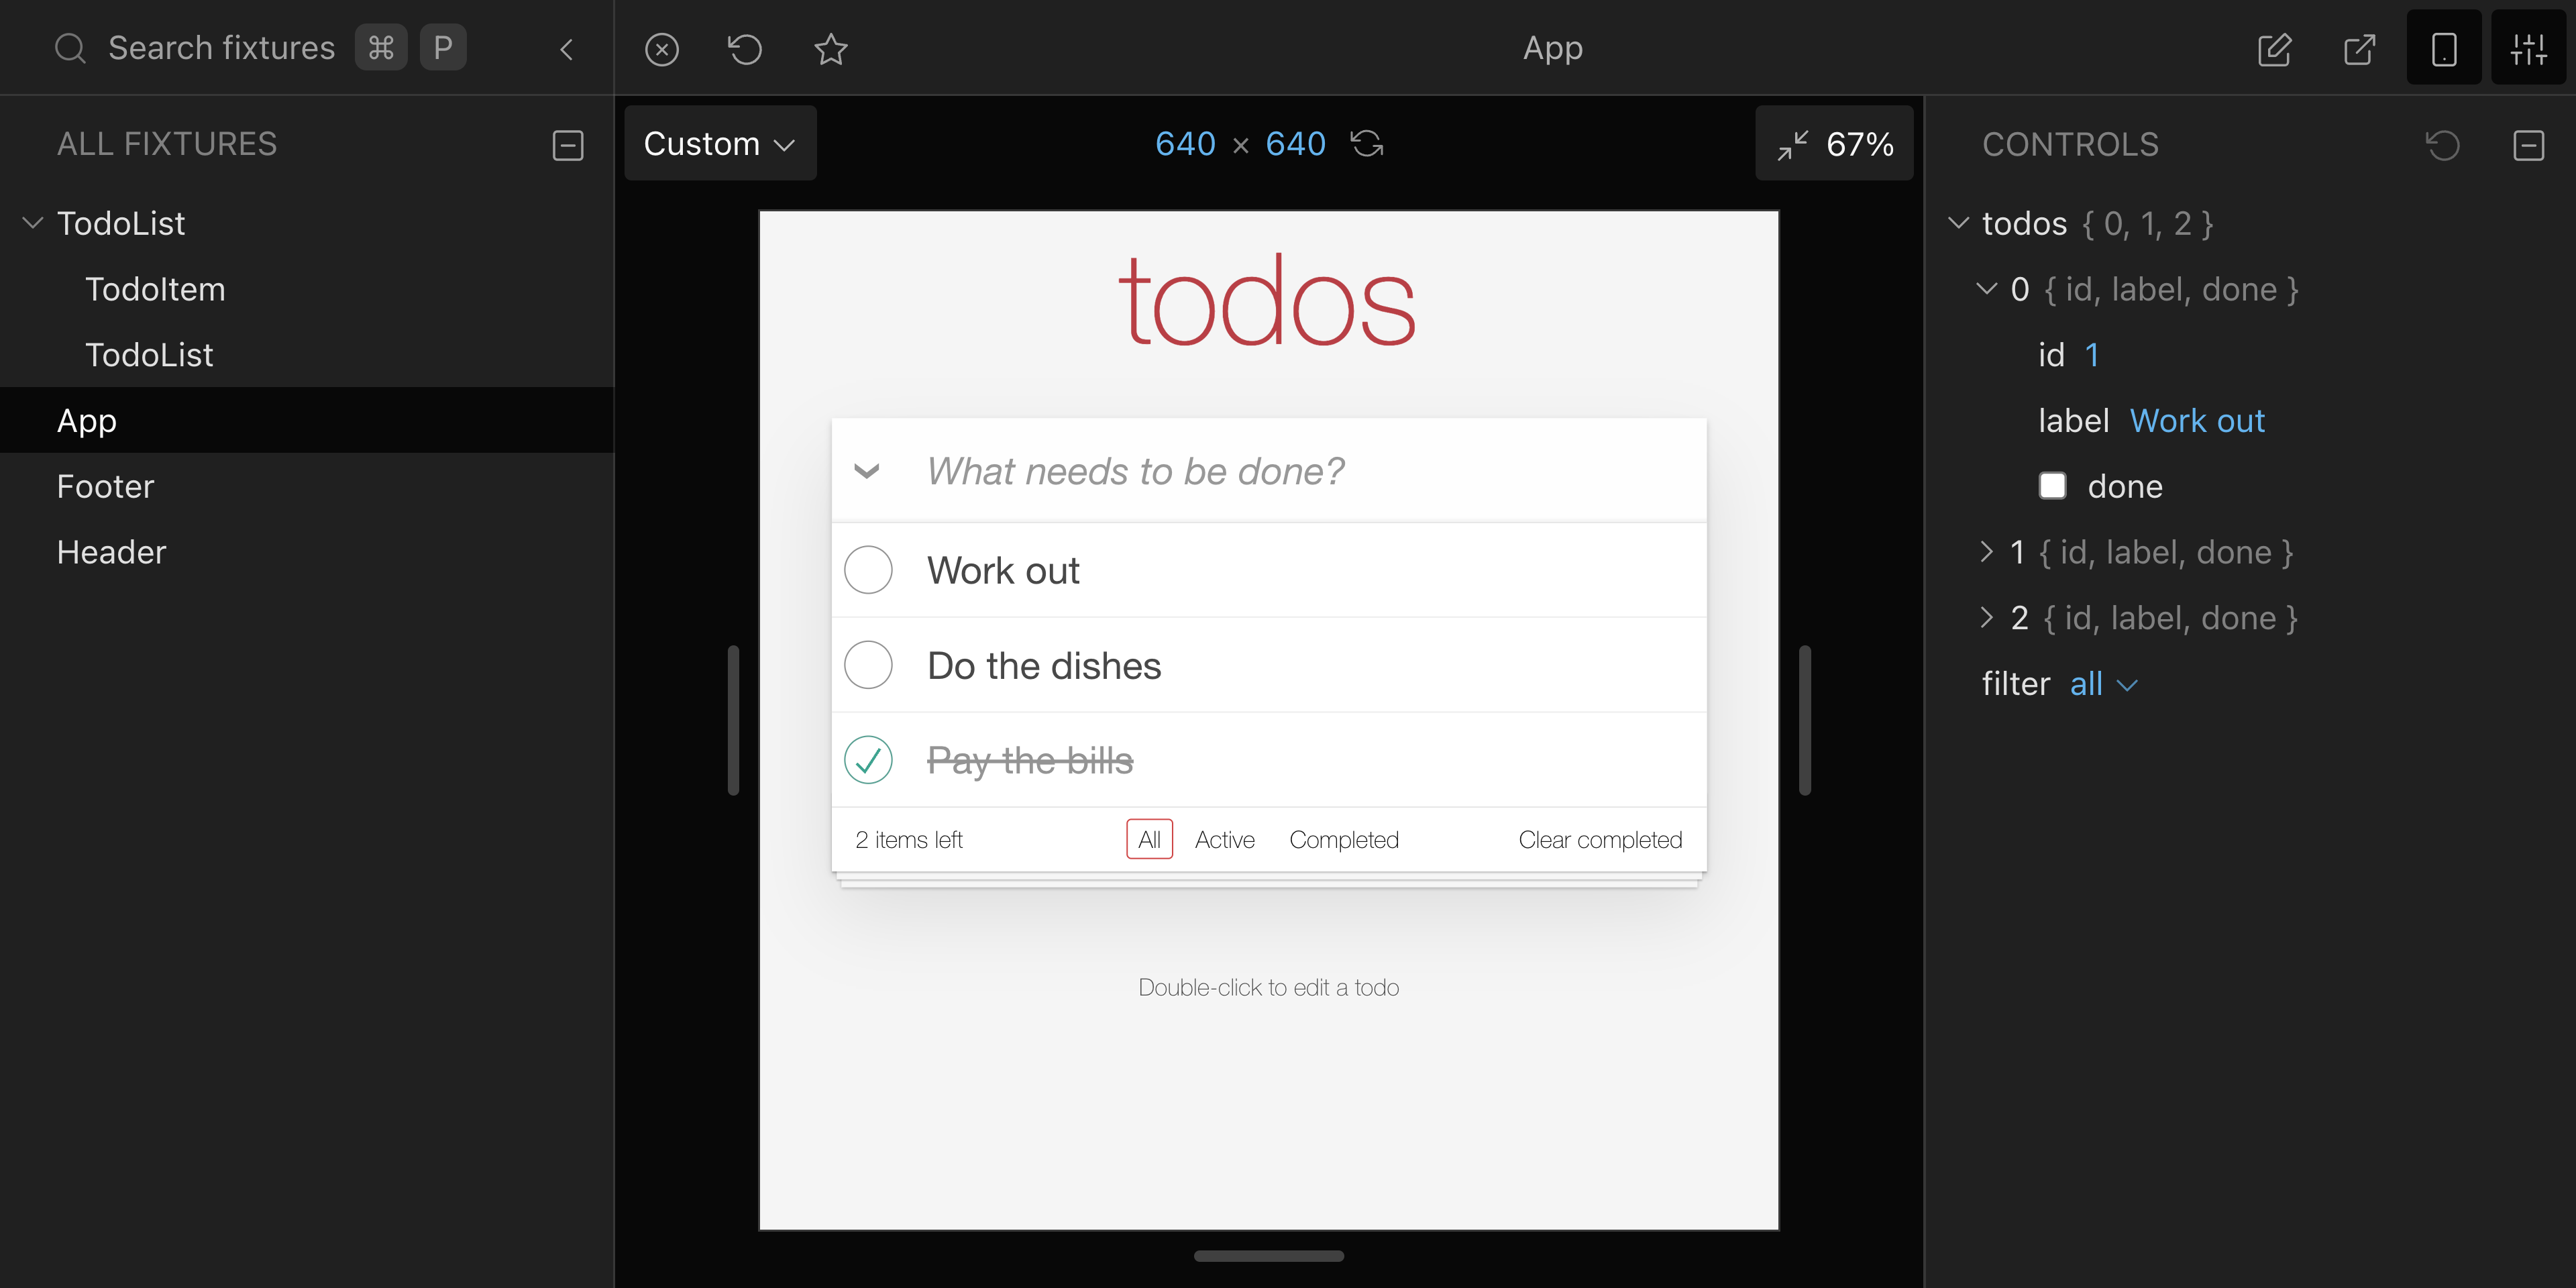 Search fixtures ⌘ P
App
ALL FIXTURES
TodoList
TodoItem
TodoList
App
Footer
Header
Custom
640 × 640
67%
todos
What needs to be done?
Work out
Do the dishes
Pay the bills
2 items left All Active Completed Clear completed
Double-click to edit a todo
CONTROLS
todos { 0, 1, 2 }
0 { id, label, done }
id 1
label Work out
done
1 { id, label, done }
2 { id, label, done }
filter all